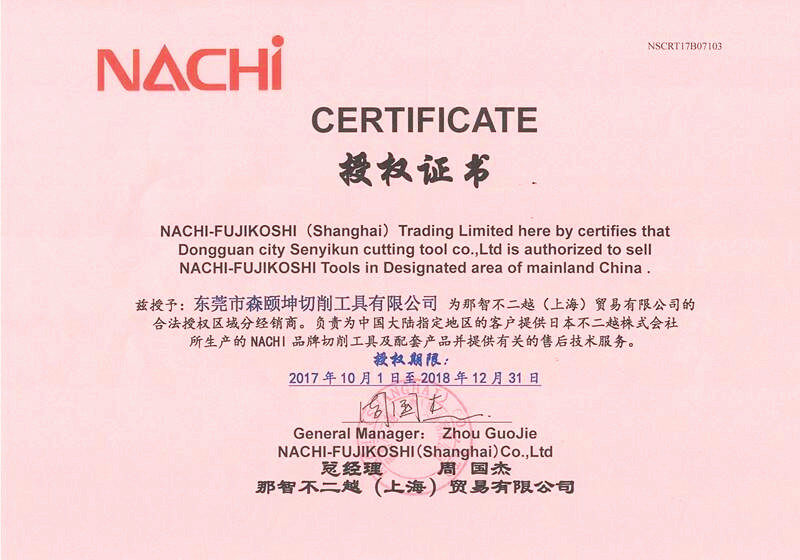 NSCRT17B07103
NACHi
CERTIFICATE
授权证书
NACHI-FUJIKOSHI（Shanghai）Trading Limited here by certifies that
Dongguan city Senyikun cutting tool co.,Ltd is authorized to sell
NACHI-FUJIKOSHI Tools in Designated area of mainland China .
兹授予：东莞市森颐坤切削工具有限公司 为那智不二越（上海）贸易有限公司的
合法授权区域分经销商。负责为中国大陆指定地区的客户提供日本不二越株式会社
所生产的 NACHI 品牌切削工具及配套产品并提供有关的售后技术服务。
授权期限：
2017 年 10 月 1 日至 2018 年 12 月 31 日
周国杰
General Manager： Zhou GuoJie
NACHI-FUJIKOSHI(Shanghai)Co.,Ltd
总经理 周 国杰
那智不二越（上海）贸易有限公司